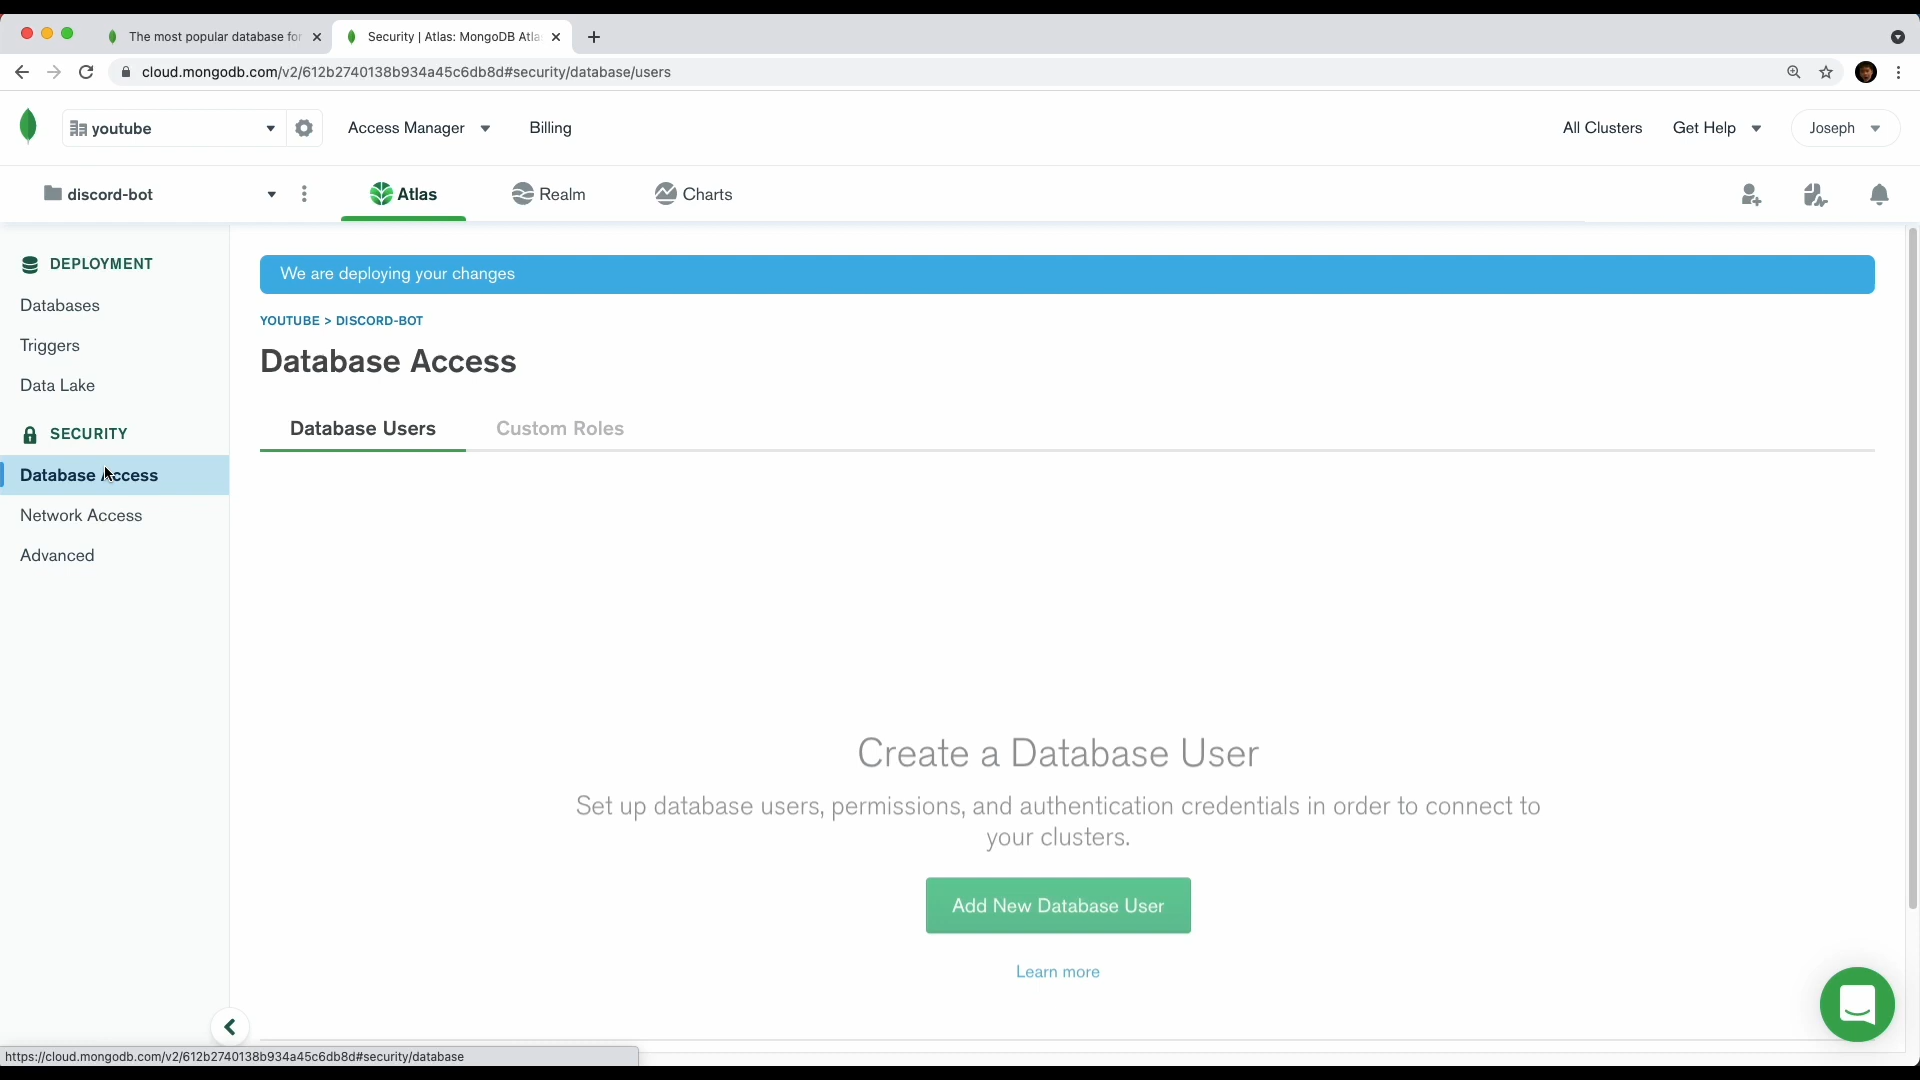 The most popular database for
Security | Atlas: MongoDB Atla
cloud.mongodb.com/v2/612b2740138b934a45c6db8d#security/database/users
youtube
Access Manager
Billing
All Clusters
Get Help
Joseph
discord-bot
Atlas
Realm
Charts
DEPLOYMENT
Databases
Triggers
Data Lake
SECURITY
Database Access
Network Access
Advanced
We are deploying your changes
YOUTUBE > DISCORD-BOT
Database Access
Database Users
Custom Roles
Create a Database User
Set up database users, permissions, and authentication credentials in order to connect to
your clusters.
Add New Database User
Learn more
https://cloud.mongodb.com/v2/612b2740138b934a45c6db8d#security/database